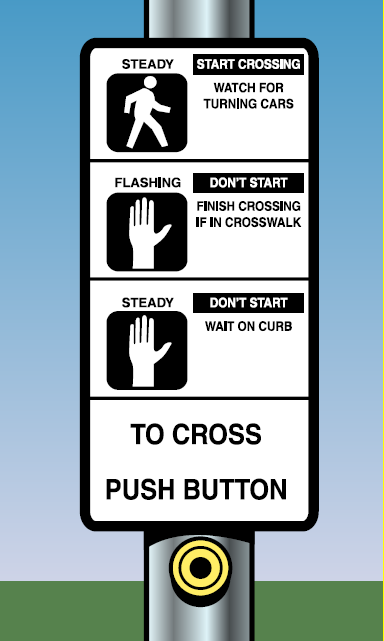 STEADY
START CROSSING
WATCH FOR
TURNING CARS
FLASHING
DON'T START
FINISH CROSSING
IF IN CROSSWALK
STEADY
DON'T START
WAIT ON CURB
TO CROSS
PUSH BUTTON